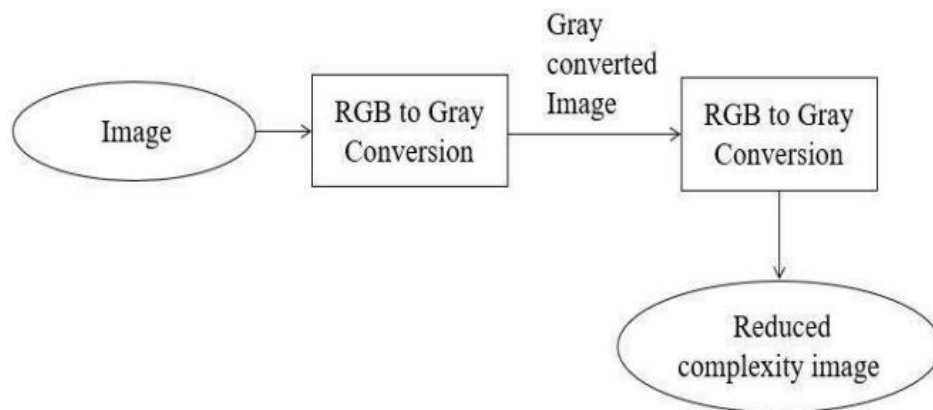 Image
RGB to Gray
Conversion
Gray
converted
Image
RGB to Gray
Conversion
Reduced
complexity image